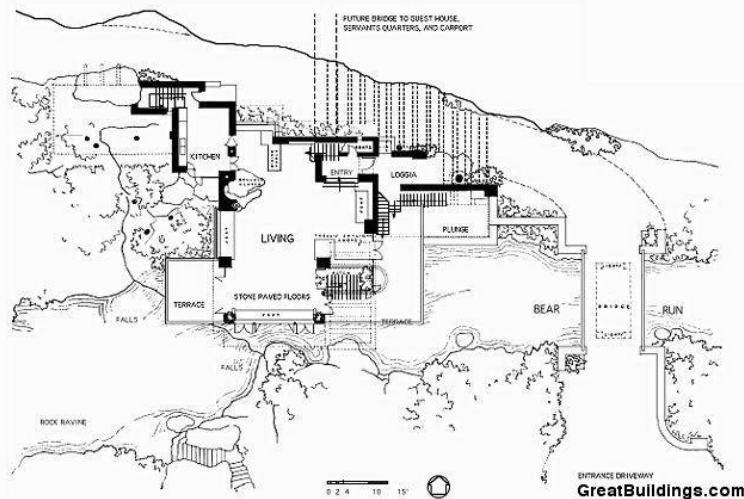 FUTURE BRIDGE TO GUEST HOUSE,
SERVANTS QUARTERS, AND CARPORT
KITCHEN
ENTRY
LOGGIA
LIVING
PLUNGE
TERRACE
STONE PAVED FLOORS
BEAR
BRIDGE
RUN
TERRACE
FALLS
FALLS
ROCK RAVINE
0 2 4 10 15'
ENTRANCE DRIVEWAY
GreatBuildings.com